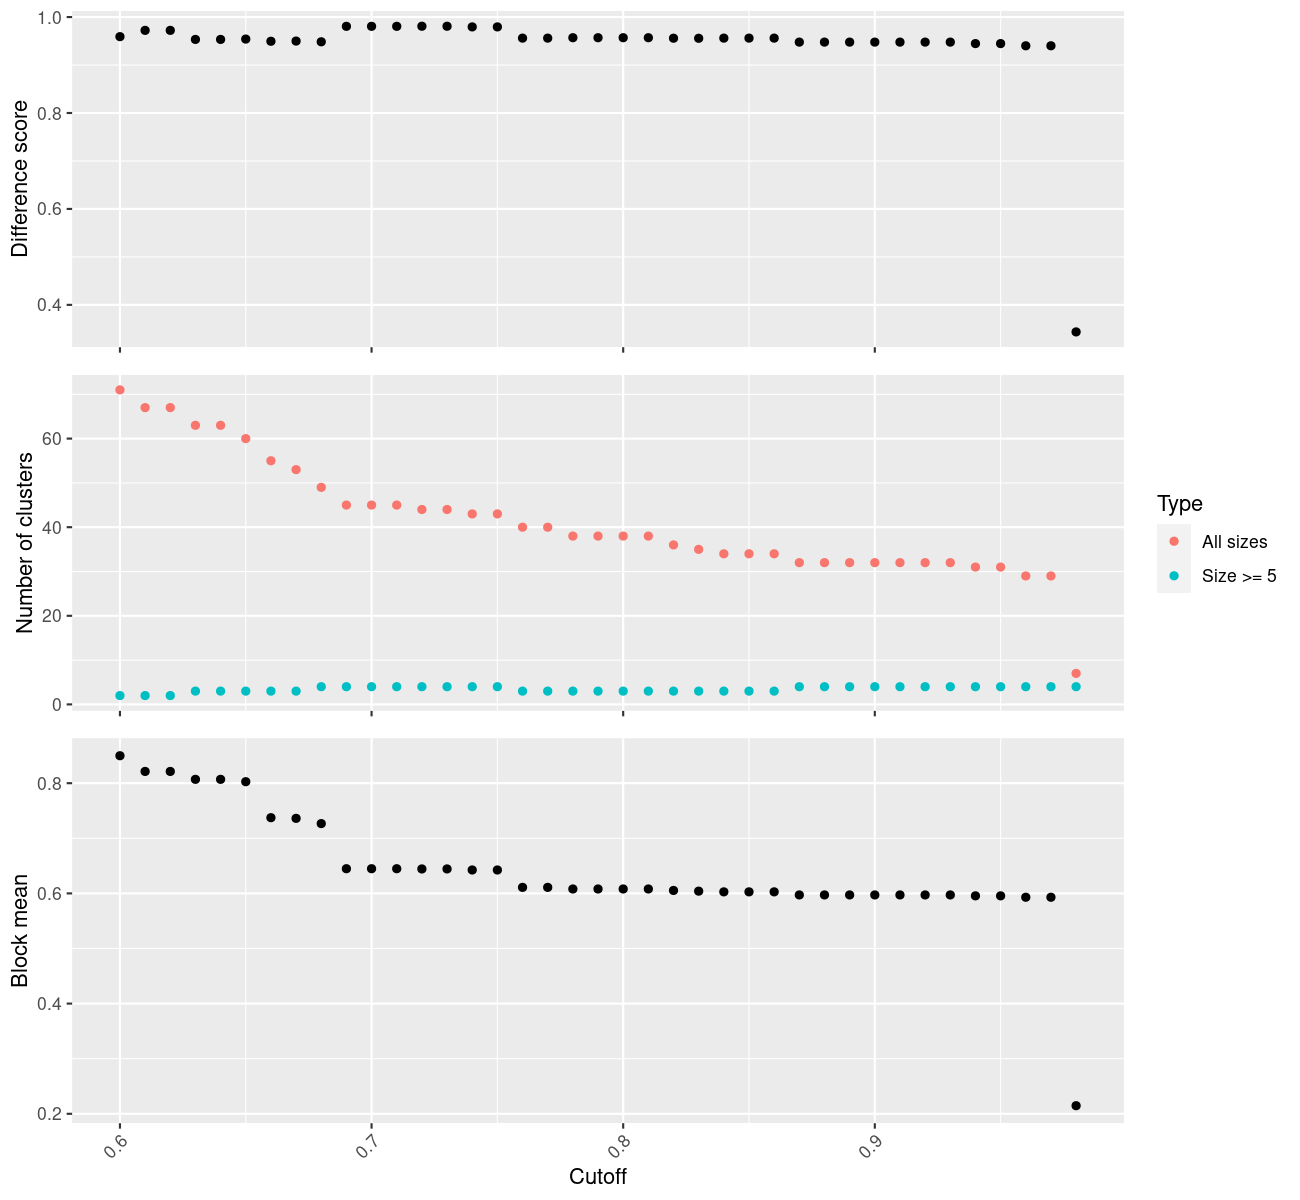 Difference score
1.0
0.8
0.6
0.4
Number of clusters
60
40
20
0
Type
All sizes
Size >= 5
Block mean
0.8
0.6
0.4
0.2
0.6
0.7
0.8
0.9
Cutoff